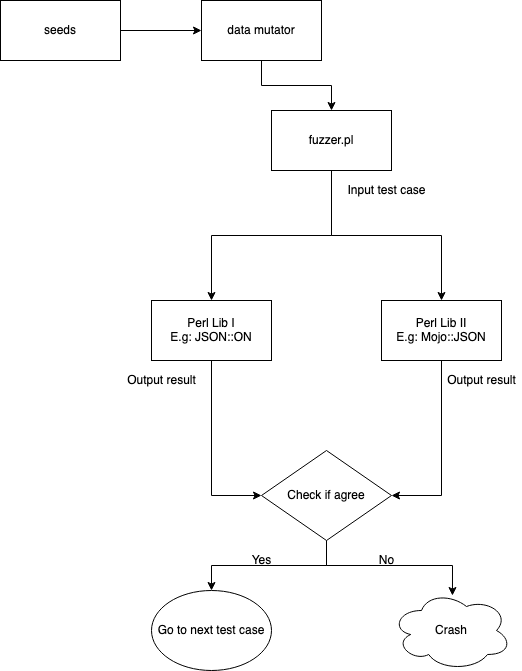 seeds
data mutator
fuzzer.pl
Input test case
Perl Lib I
E.g: JSON::ON
Perl Lib II
E.g: Mojo::JSON
Output result
Output result
Check if agree
Yes
No
Go to next test case
Crash